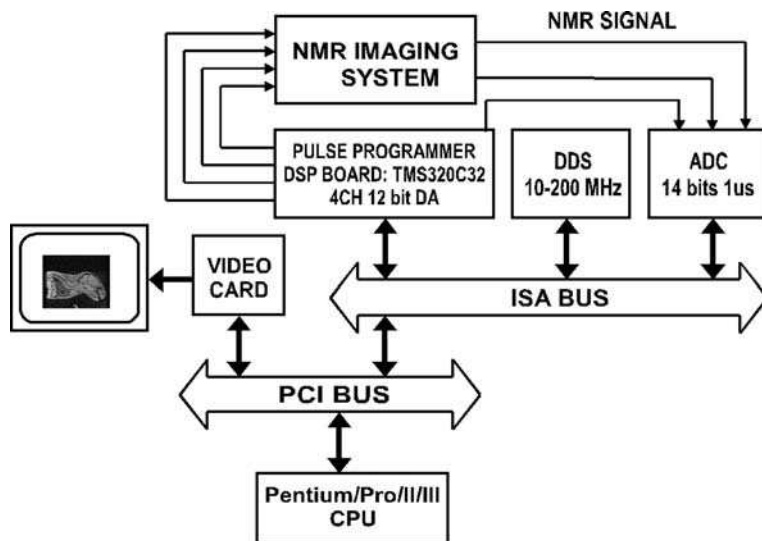 NMR SIGNAL
NMR IMAGING
SYSTEM
PULSE PROGRAMMER
DSP BOARD: TMS320C32
4CH 12 bit DA
DDS
10-200 MHz
ADC
14 bits 1us
VIDEO
CARD
ISA BUS
PCI BUS
Pentium/Pro/II/III
CPU